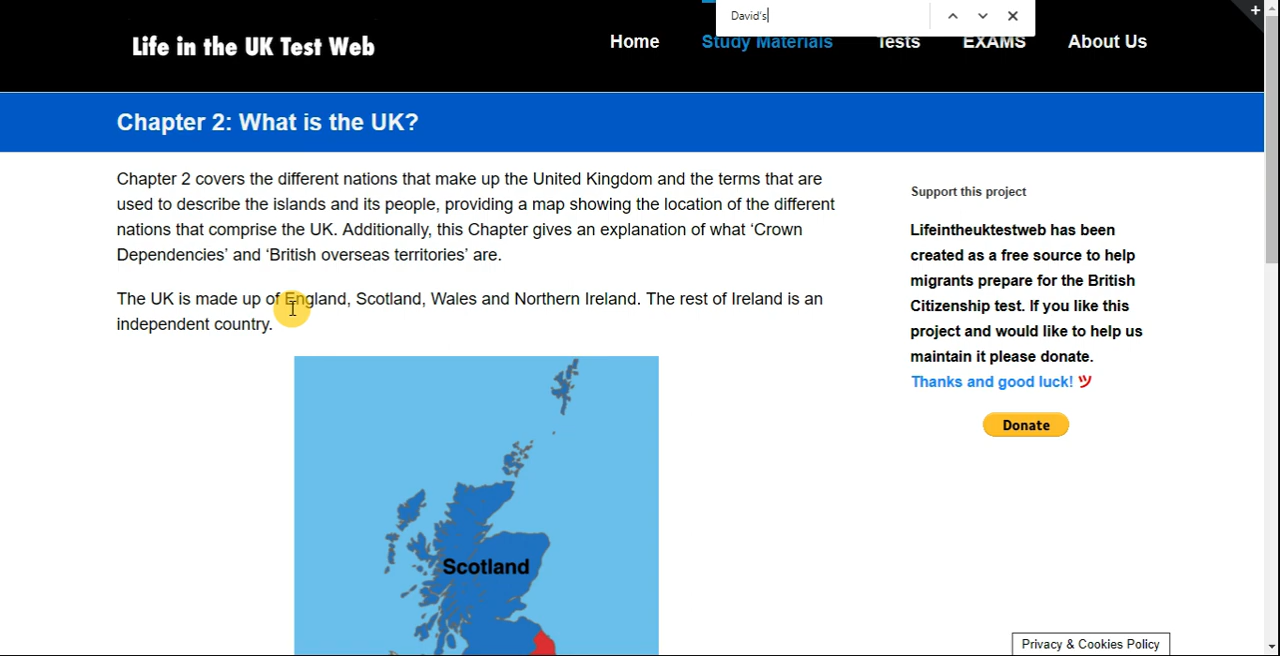 David's
Life in the UK Test Web
Home
Study Materials
Tests
EXAMS
About Us
Chapter 2: What is the UK?
Chapter 2 covers the different nations that make up the United Kingdom and the terms that are
used to describe the islands and its people, providing a map showing the location of the different
nations that comprise the UK. Additionally, this Chapter gives an explanation of what ‘Crown
Dependencies’ and ‘British overseas territories’ are.
The UK is made up of England, Scotland, Wales and Northern Ireland. The rest of Ireland is an
independent country.
Scotland
Support this project
Lifeintheuktestweb has been
created as a free source to help
migrants prepare for the British
Citizenship test. If you like this
project and would like to help us
maintain it please donate.
Thanks and good luck! ツ
Donate
Privacy & Cookies Policy